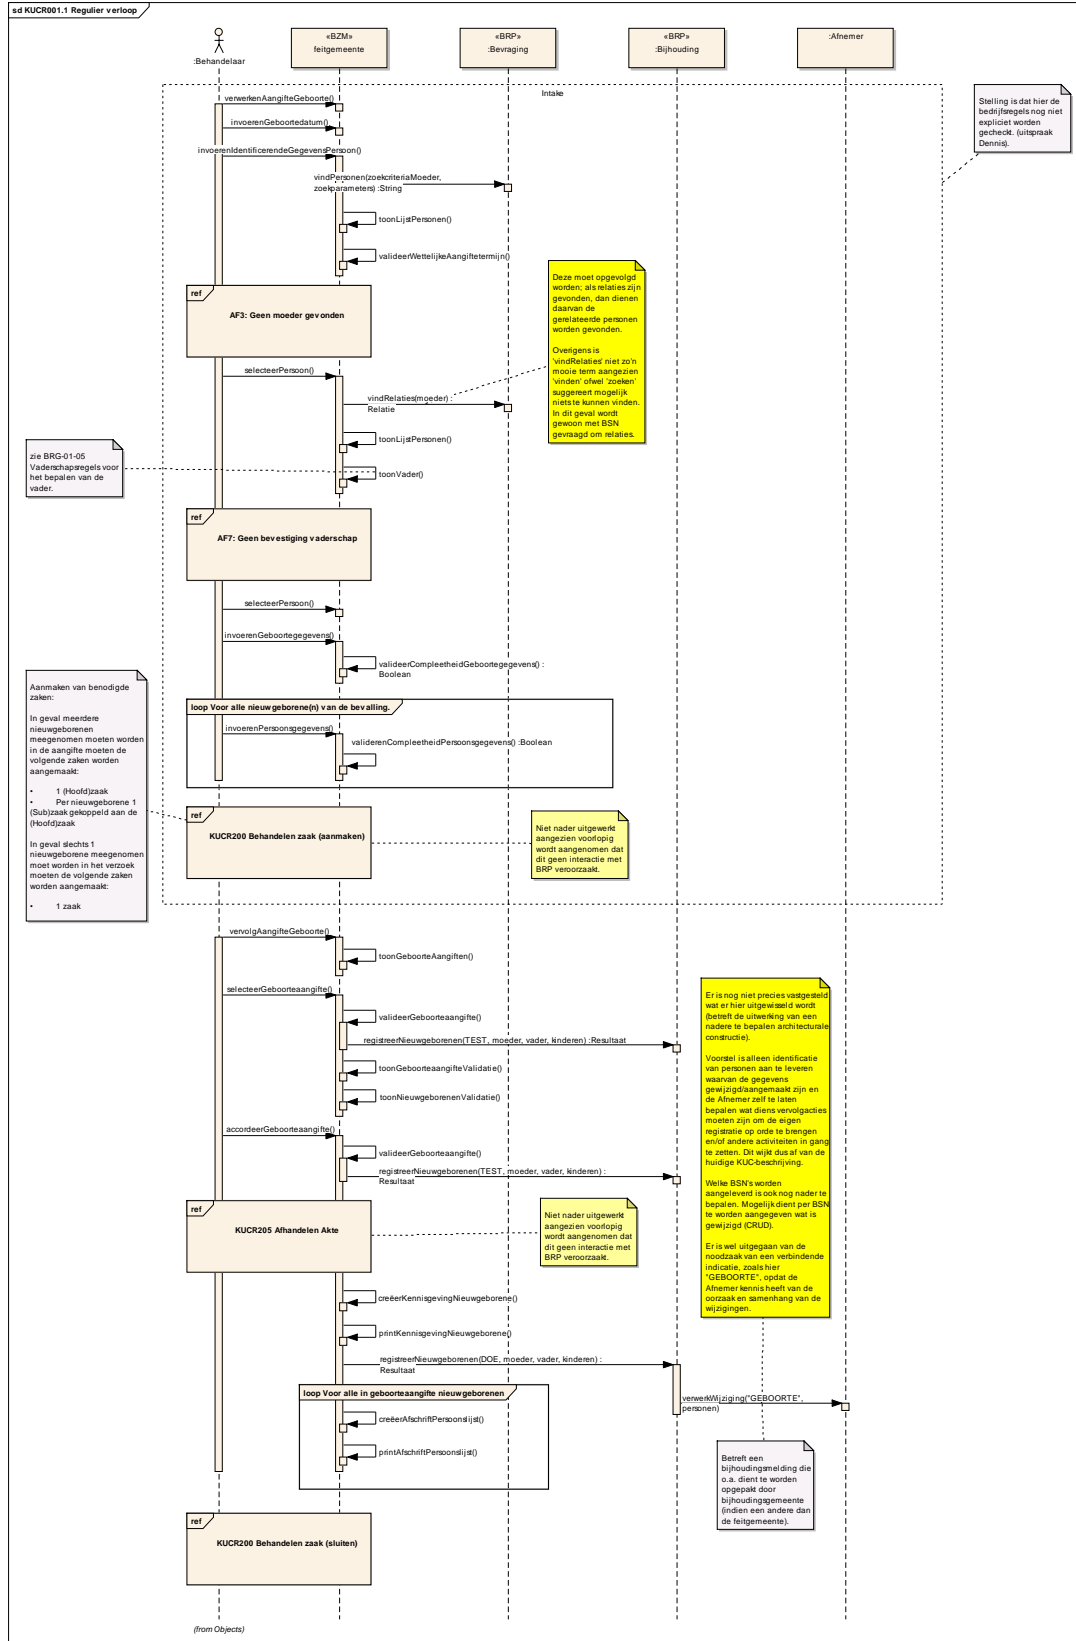 sd KUCR001.1 Regulier verloop
:Behandelaar
«BZM»
feitgemeente
«BRP»
:Bevraging
«BRP»
:Bijhouding
:Afnemer
Intake
Stelling is dat hier de
bedrijfsregels nog niet
expliciet worden
gecheckt. (uitspraak
Dennis).
verwerkenAangifteGeboorte()
invoerenGeboortedatum()
invoerenIdentificerendeGegevensPersoon()
vindPersonen(zoekcriteriaMoeder,
zoekparameters) :String
toonLijstPersonen()
valideerWettelijkeAangiftetermijn()
ref
AF3: Geen moeder gevonden
Deze moet opgevolgd
worden; als relaties zijn
gevonden, dan dienen
daarvan de
gerelateerde personen
worden gevonden.
Overigens is
'vindRelaties' niet zo'n
mooie term aangezien
'vinden' ofwel 'zoeken'
suggereert mogelijk
niets te kunnen vinden.
In dit geval wordt
gewoon met BSN
gevraagd om relaties.
selecteerPersoon()
vindRelaties(moeder) :
Relatie
toonLijstPersonen()
toonVader()
zie BRG-01-05
Vaderschapsregels voor
het bepalen van de
vader.
ref
AF7: Geen bevestiging vaderschap
selecteerPersoon()
invoerenGeboortegegevens()
valideerCompleetheidGeboortegegevens() :
Boolean
loop Voor alle nieuwgeborene(n) van de bevalling.
invoerenPersoonsgegevens()
validerenCompleetheidPersoonsgegevens() :Boolean
Aanmaken van benodigde
zaken:
In geval meerdere
nieuwgeborenen
meegenomen moeten worden
in de aangifte moeten de
volgende zaken worden
aangemaakt:
• 1 (Hoofd)zaak
• Per nieuwgeborene 1
(Sub)zaak gekoppeld aan de
(Hoofd)zaak
In geval slechts 1
nieuwgeborene meegenomen
moet worden in het verzoek
moeten de volgende zaken
worden aangemaakt:
• 1 zaak
ref
KUCR200 Behandelen zaak (aanmaken)
Niet nader uitgewerkt
aangezien voorlopig
wordt aangenomen dat
dit geen interactie met
BRP veroorzaakt.
vervolgAangifteGeboorte()
toonGeboorteAangiften()
selecteerGeboorteaangifte()
valideerGeboorteaangifte()
registreerNieuwgeborenen(TEST, moeder, vader, kinderen) :Resultaat
toonGeboorteaangifteValidatie()
toonNieuwgeborenenValidatie()
accordeerGeboorteaangifte()
valideerGeboorteaangifte()
registreerNieuwgeborenen(TEST, moeder, vader, kinderen) :
Resultaat
Er is nog niet precies vastgesteld
wat er hier uitgewisseld wordt
(betreft de uitwerking van een
nadere te bepalen architecturale
constructie).
Voorstel is alleen identificatie
van personen aan te leveren
waarvan de gegevens
gewijzigd/aangemaakt zijn en
de Afnemer zelf te laten
bepalen wat diens vervolgacties
moeten zijn om de eigen
registratie op orde te brengen
en/of andere activiteiten in gang
te zetten. Dit wijkt dus af van de
huidige KUC-beschrijving.
Welke BSN's worden
aangeleverd is ook nog nader te
bepalen. Mogelijk dient per BSN
te worden aangegeven wat is
gewijzigd (CRUD).
Er is wel uitgegaan van de
noodzaak van een verbindende
indicatie, zoals hier
"GEBOORTE", opdat de
Afnemer kennis heeft van de
oorzaak en samenhang van de
wijzigingen.
ref
KUCR205 Afhandelen Akte
Niet nader uitgewerkt
aangezien voorlopig
wordt aangenomen dat
dit geen interactie met
BRP veroorzaakt.
creëerKennisgevingNieuwgeborene()
printKennisgevingNieuwgeborene()
registreerNieuwgeborenen(DOE, moeder, vader, kinderen) :
Resultaat
loop Voor alle in geboorteaangifte nieuwgeborenen
verwerkWijziging("GEBOORTE",
personen)
creëerAfschriftPersoonslijst()
printAfschriftPersoonslijst()
Betreft een
bijhoudingsmelding die
o.a. dient te worden
opgepakt door
bijhoudingsgemeente
(indien een andere dan
de feitgemeente).
ref
KUCR200 Behandelen zaak (sluiten)
(from Objects)